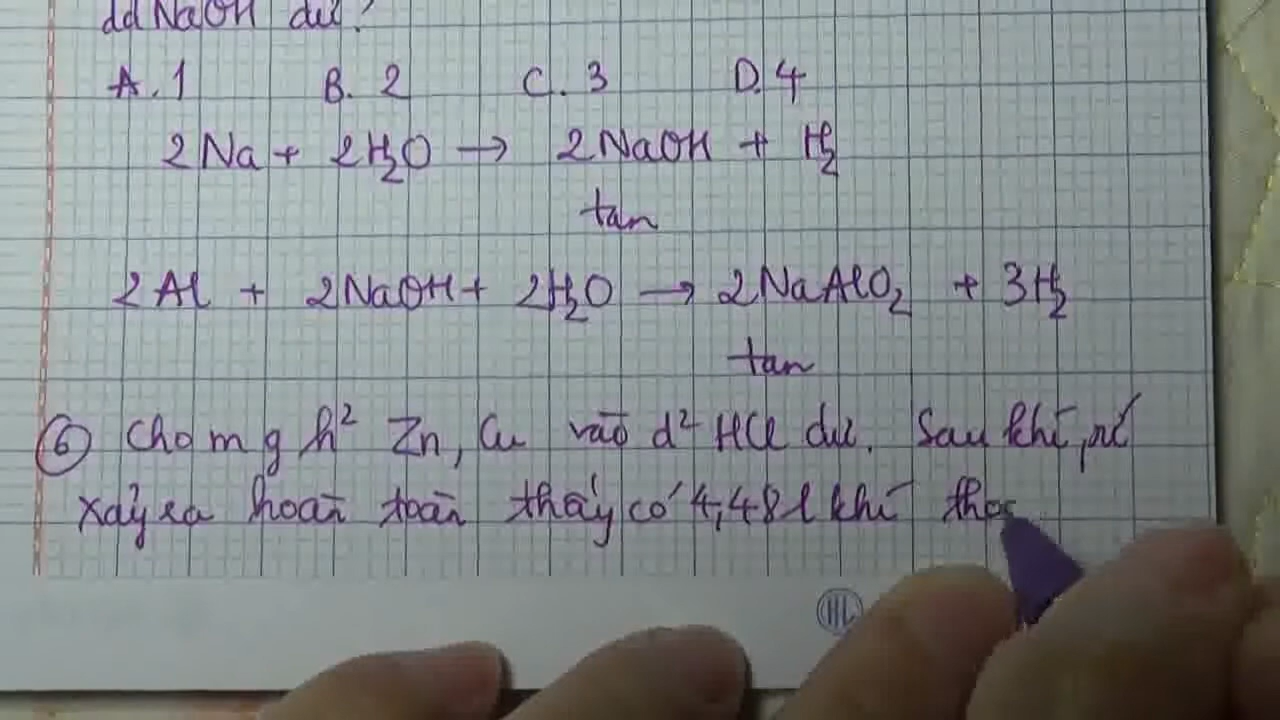 dd NaOH dư?
A. 1 B. 2 C. 3 D. 4
2Na + 2H₂O → 2NaOH + H₂
tan
2Al + 2NaOH + 2H₂O → 2NaAlO₂ + 3H₂
tan
⑥ Cho m g h² Zn, Cu vào d² HCl dư. Sau khi pứ
xảy ra hoàn toàn thấy có 4,48 l khí